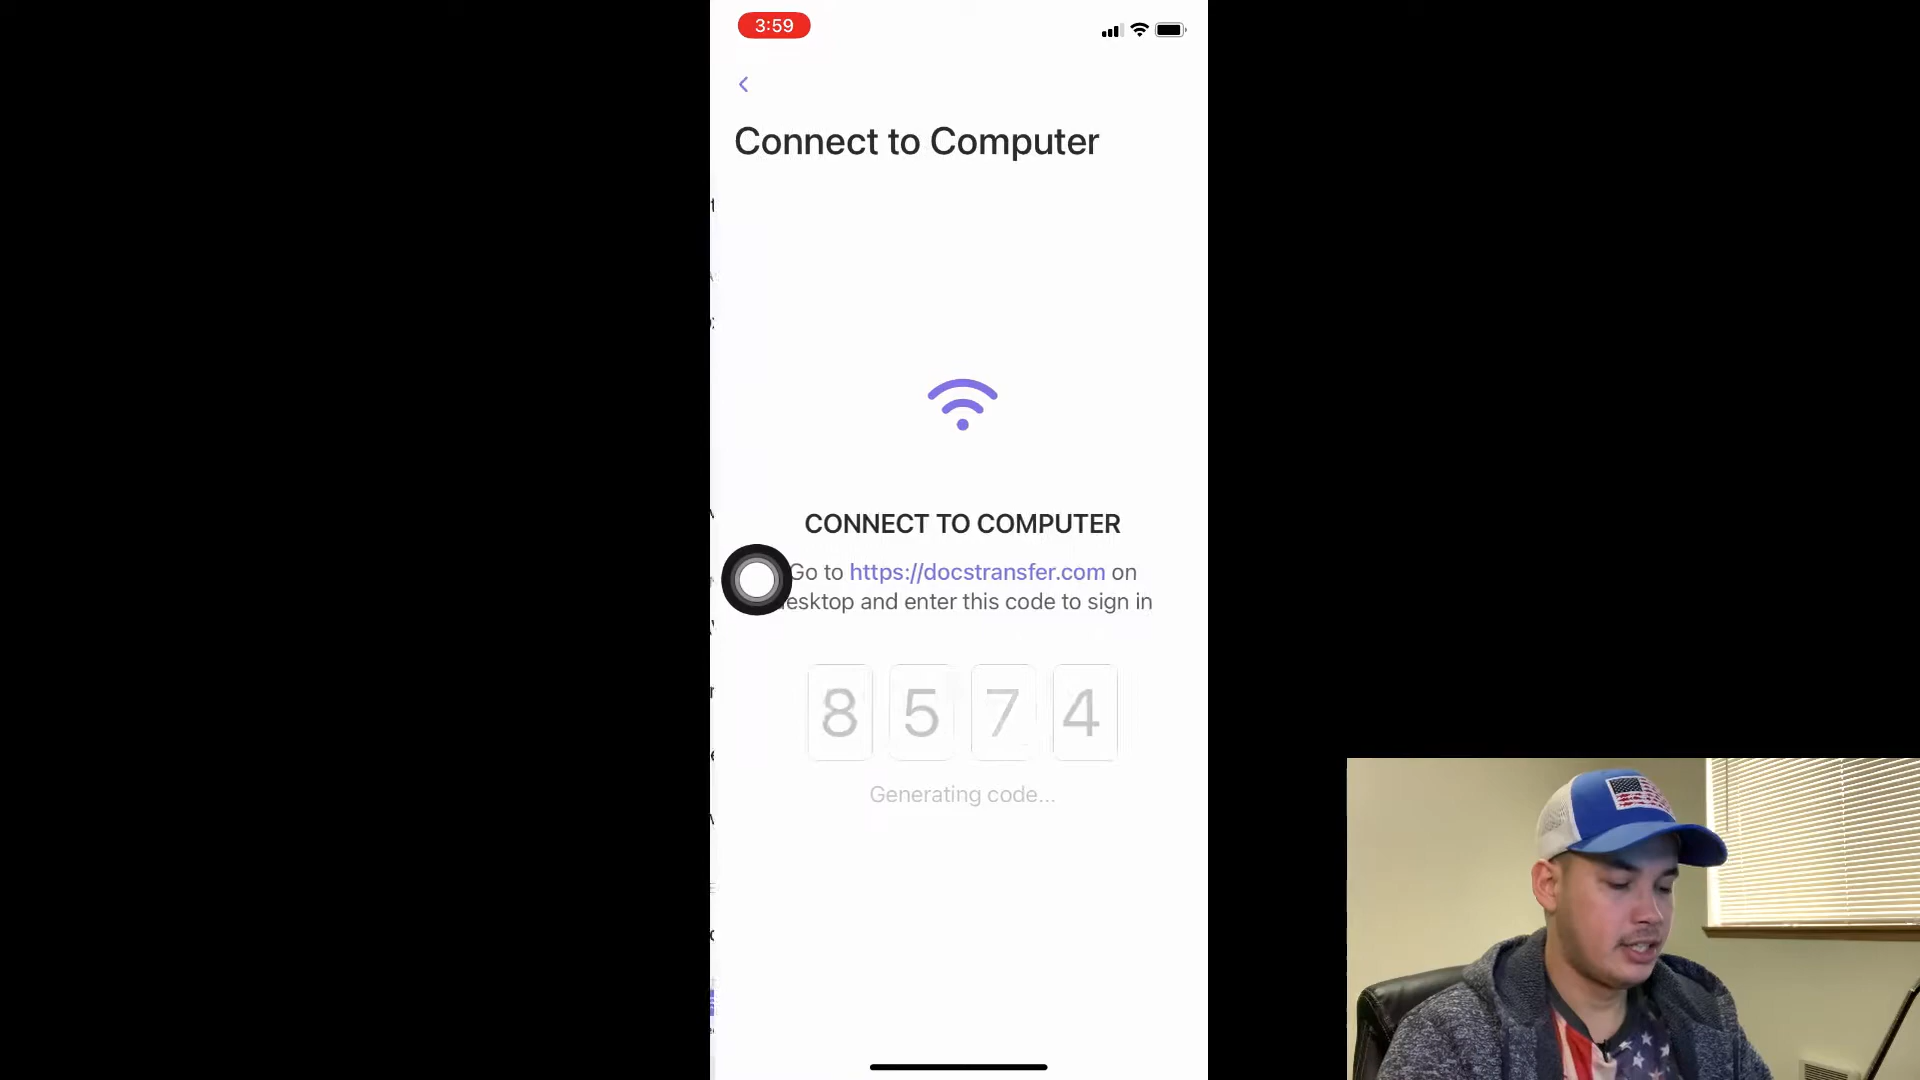 3:59
Connect to Computer
CONNECT TO COMPUTER
Go to https://docstransfer.com on
desktop and enter this code to sign in
8 5 7 4
Generating code...